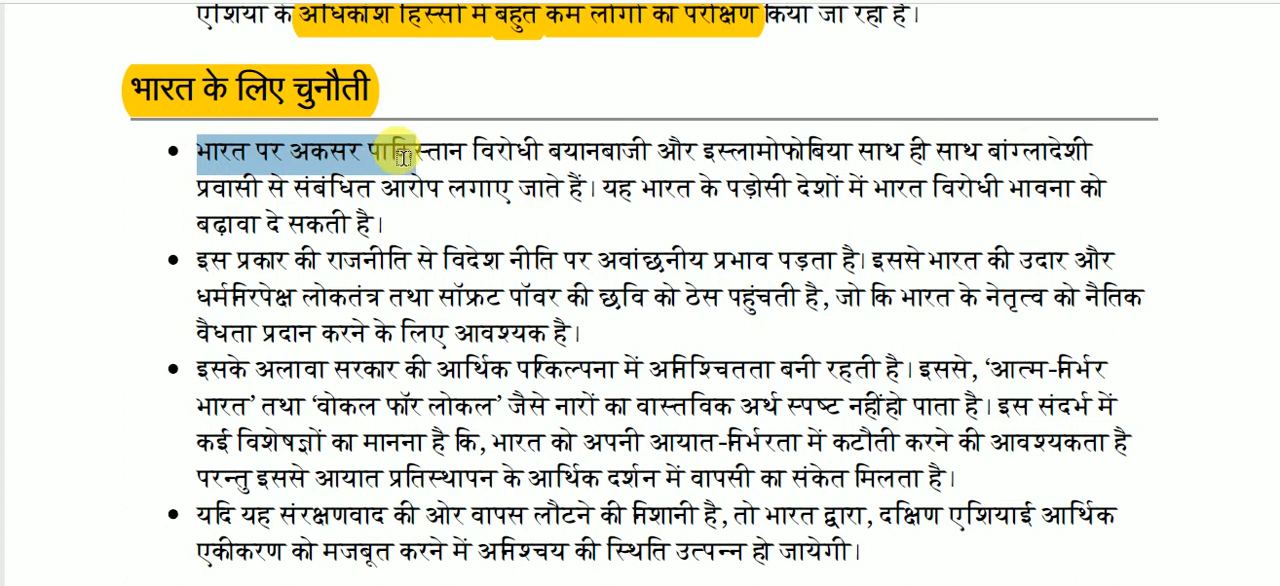 एशिया के अधिकांश हिस्सों में बहुत कम लोगों का परीक्षण किया जा रहा है।
भारत के लिए चुनौती
• भारत पर अकसर पाकिस्तान विरोधी बयानबाजी और इस्लामोफोबिया साथ ही साथ बांग्लादेशी
प्रवासी से संबंधित आरोप लगाए जाते हैं। यह भारत के पड़ोसी देशों में भारत विरोधी भावना को
बढ़ावा दे सकती है।
• इस प्रकार की राजनीति से विदेश नीति पर अवांछनीय प्रभाव पड़ता है। इससे भारत की उदार और
धर्मनिरपेक्ष लोकतंत्र तथा सॉफ्रट पॉवर की छवि को ठेस पहुंचती है, जो कि भारत के नेतृत्व को नैतिक
वैधता प्रदान करने के लिए आवश्यक है।
• इसके अलावा सरकार की आर्थिक परिकल्पना में अनिश्चितता बनी रहती है। इससे, ‘आत्म-निर्भर
भारत’ तथा ‘वोकल फॉर लोकल’ जैसे नारों का वास्तविक अर्थ स्पष्ट नहींहो पाता है। इस संदर्भ में
कई विशेषज्ञों का मानना है कि, भारत को अपनी आयात-निर्भरता में कटौती करने की आवश्यकता है
परन्तु इससे आयात प्रतिस्थापन के आर्थिक दर्शन में वापसी का संकेत मिलता है।
• यदि यह संरक्षणवाद की ओर वापस लौटने की निशानी है, तो भारत द्वारा, दक्षिण एशियाई आर्थिक
एकीकरण को मजबूत करने में अनिश्चय की स्थिति उत्पन्न हो जायेगी।